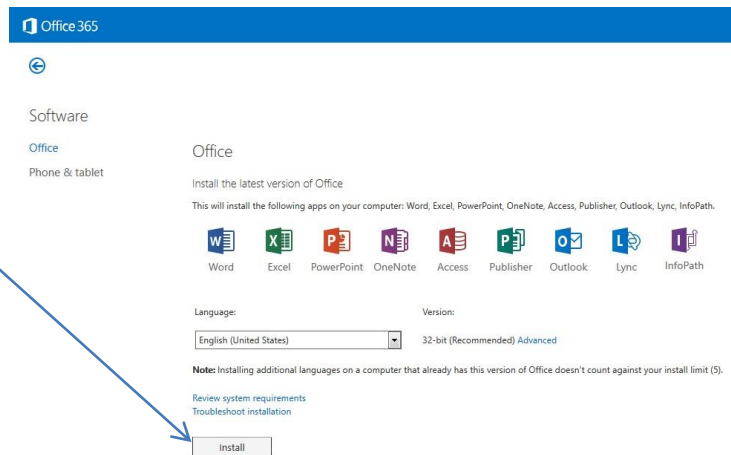 Office 365
Software
Office
Phone & tablet
Office
Install the latest version of Office
This will install the following apps on your computer: Word, Excel, PowerPoint, OneNote, Access, Publisher, Outlook, Lync, InfoPath.
Word Excel PowerPoint OneNote Access Publisher Outlook Lync InfoPath
Language: Version:
English (United States) 32-bit (Recommended) Advanced
Note: Installing additional languages on a computer that already has this version of Office doesn't count against your install limit (5).
Review system requirements
Troubleshoot installation
Install